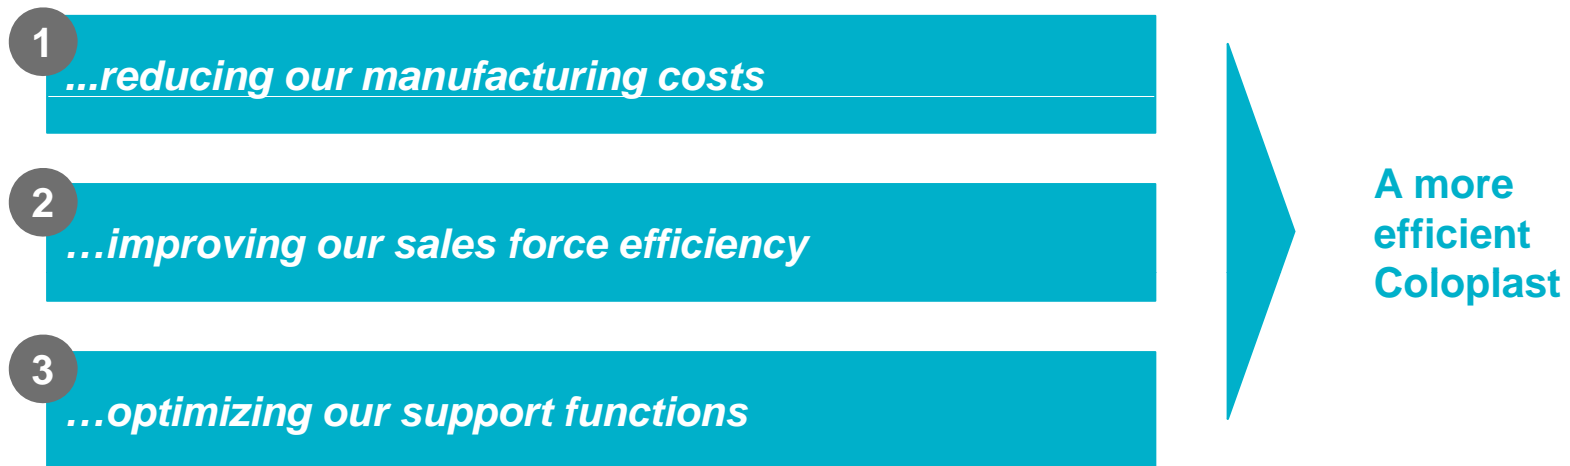 1
...reducing our manufacturing costs
2
…improving our sales force efficiency
3
…optimizing our support functions
A more
efficient
Coloplast